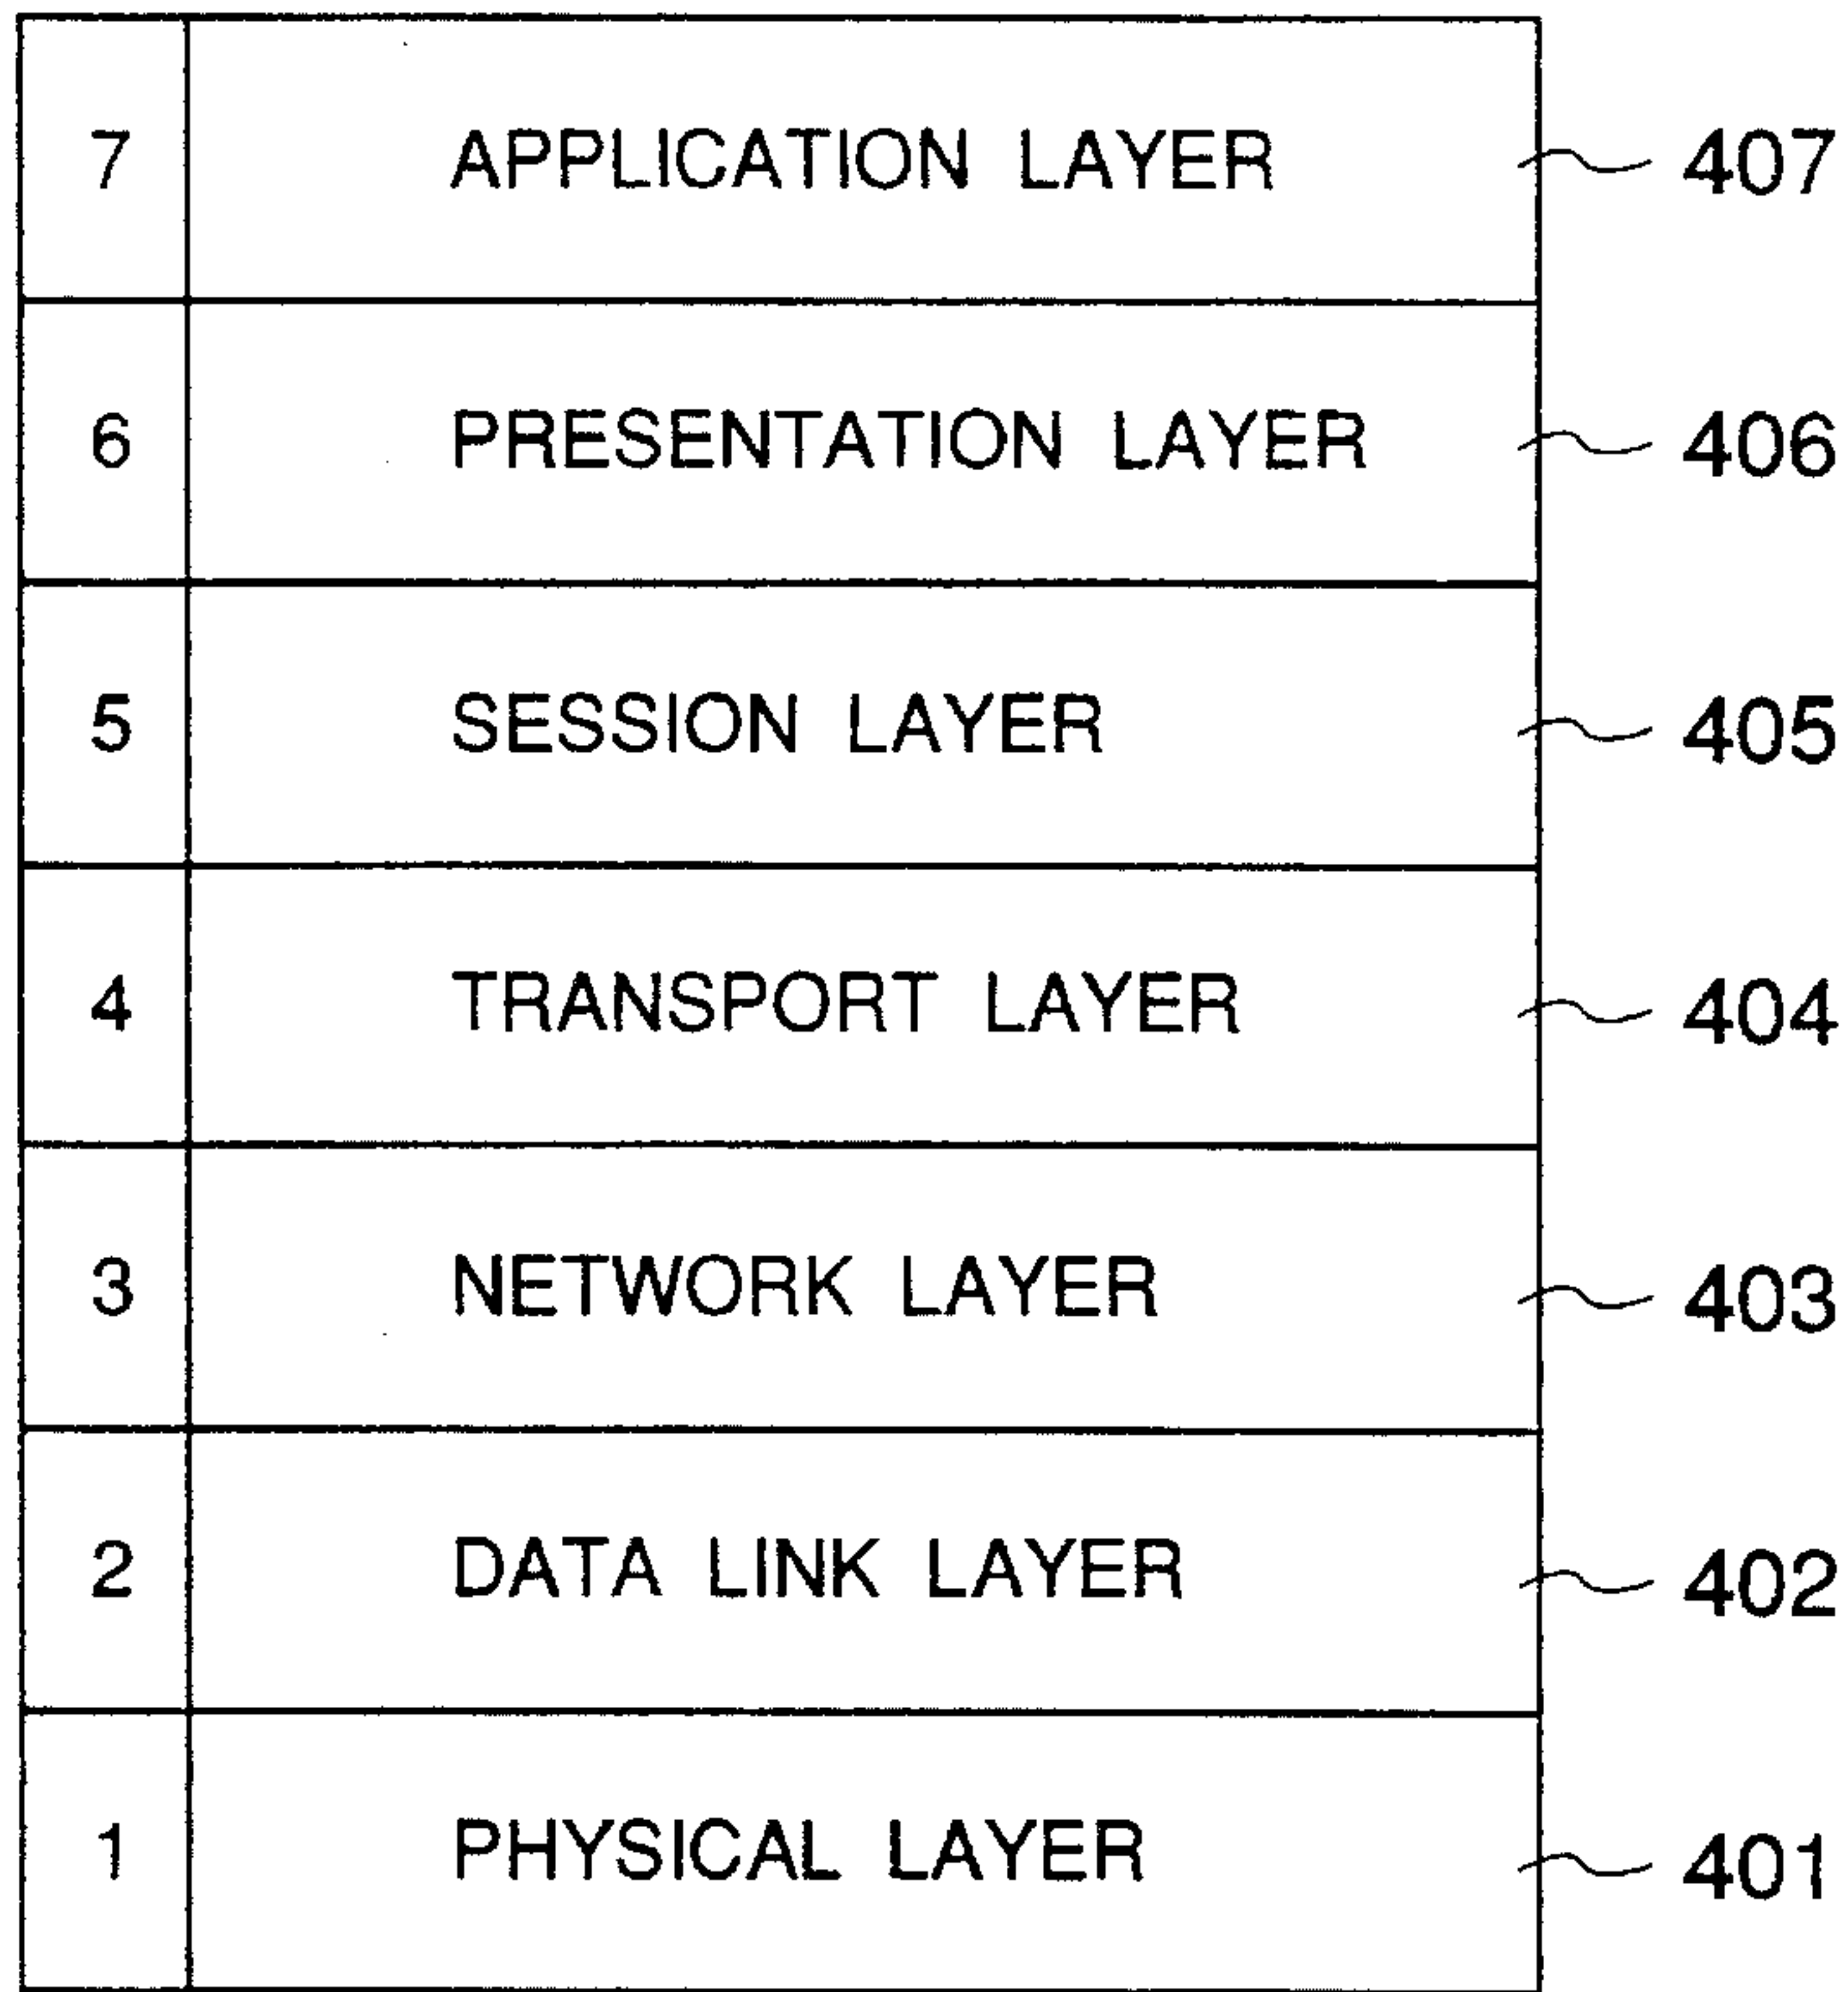 7 APPLICATION LAYER 407
6 PRESENTATION LAYER 406
5 SESSION LAYER 405
4 TRANSPORT LAYER 404
3 NETWORK LAYER 403
2 DATA LINK LAYER 402
1 PHYSICAL LAYER 401